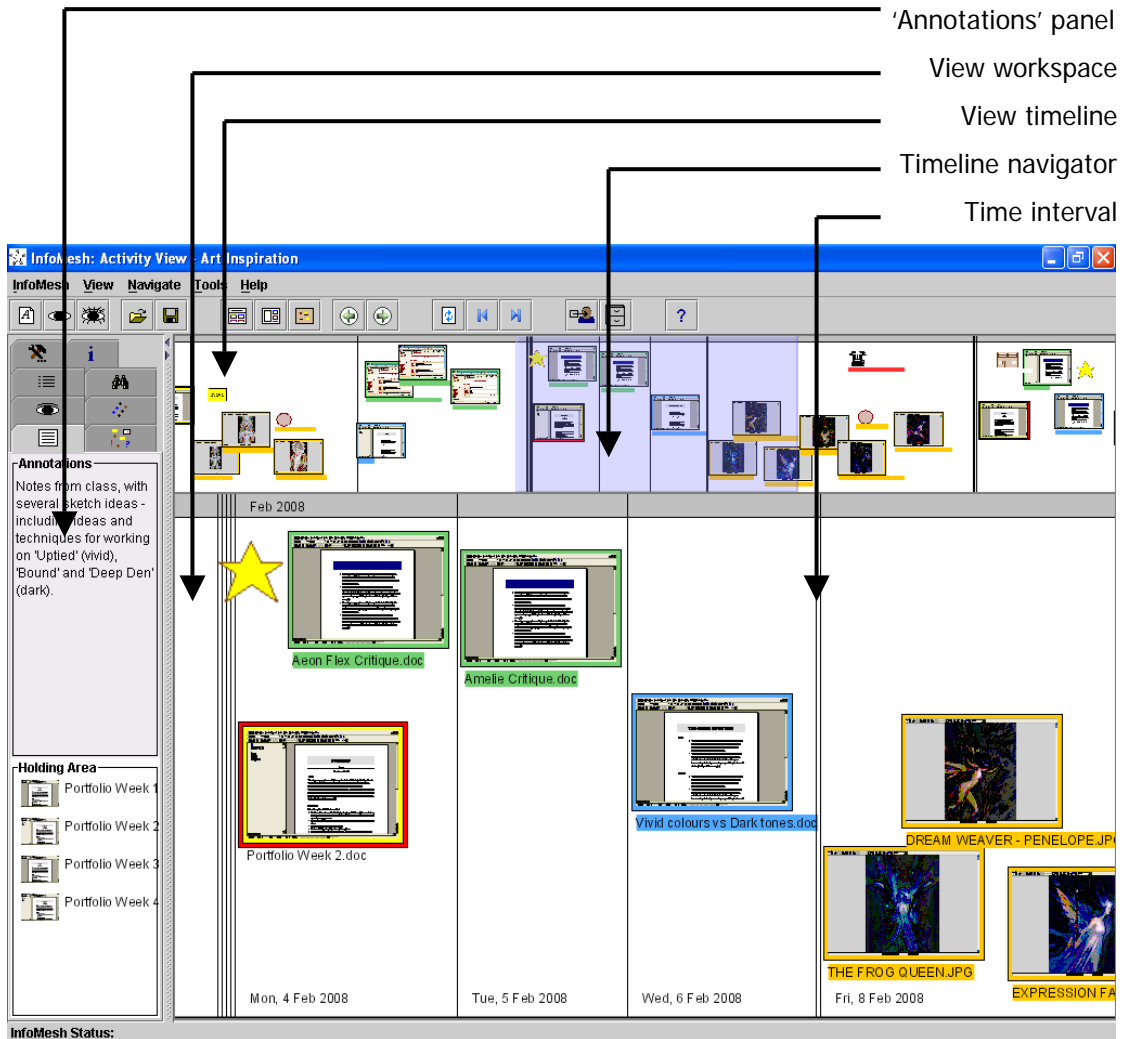 ‘Annotations’ panel
View workspace
View timeline
Timeline navigator
Time interval
InfoMesh: Activity View - Art Inspiration
InfoMesh View Navigate Tools Help
Annotations
Notes from class, with
several sketch ideas -
including ideas and
techniques for working
on 'Uptied' (vivid),
'Bound' and 'Deep Den'
(dark).
Holding Area
Portfolio Week 1
Portfolio Week 2
Portfolio Week 3
Portfolio Week 4
Feb 2008
Aeon Flex Critique.doc
Amelie Critique.doc
Portfolio Week 2.doc
Vivid colours vs Dark tones.doc
DREAM WEAVER - PENELOPE.JP
THE FROG QUEEN.JPG
EXPRESSION FA
Mon, 4 Feb 2008
Tue, 5 Feb 2008
Wed, 6 Feb 2008
Fri, 8 Feb 2008
InfoMesh Status: